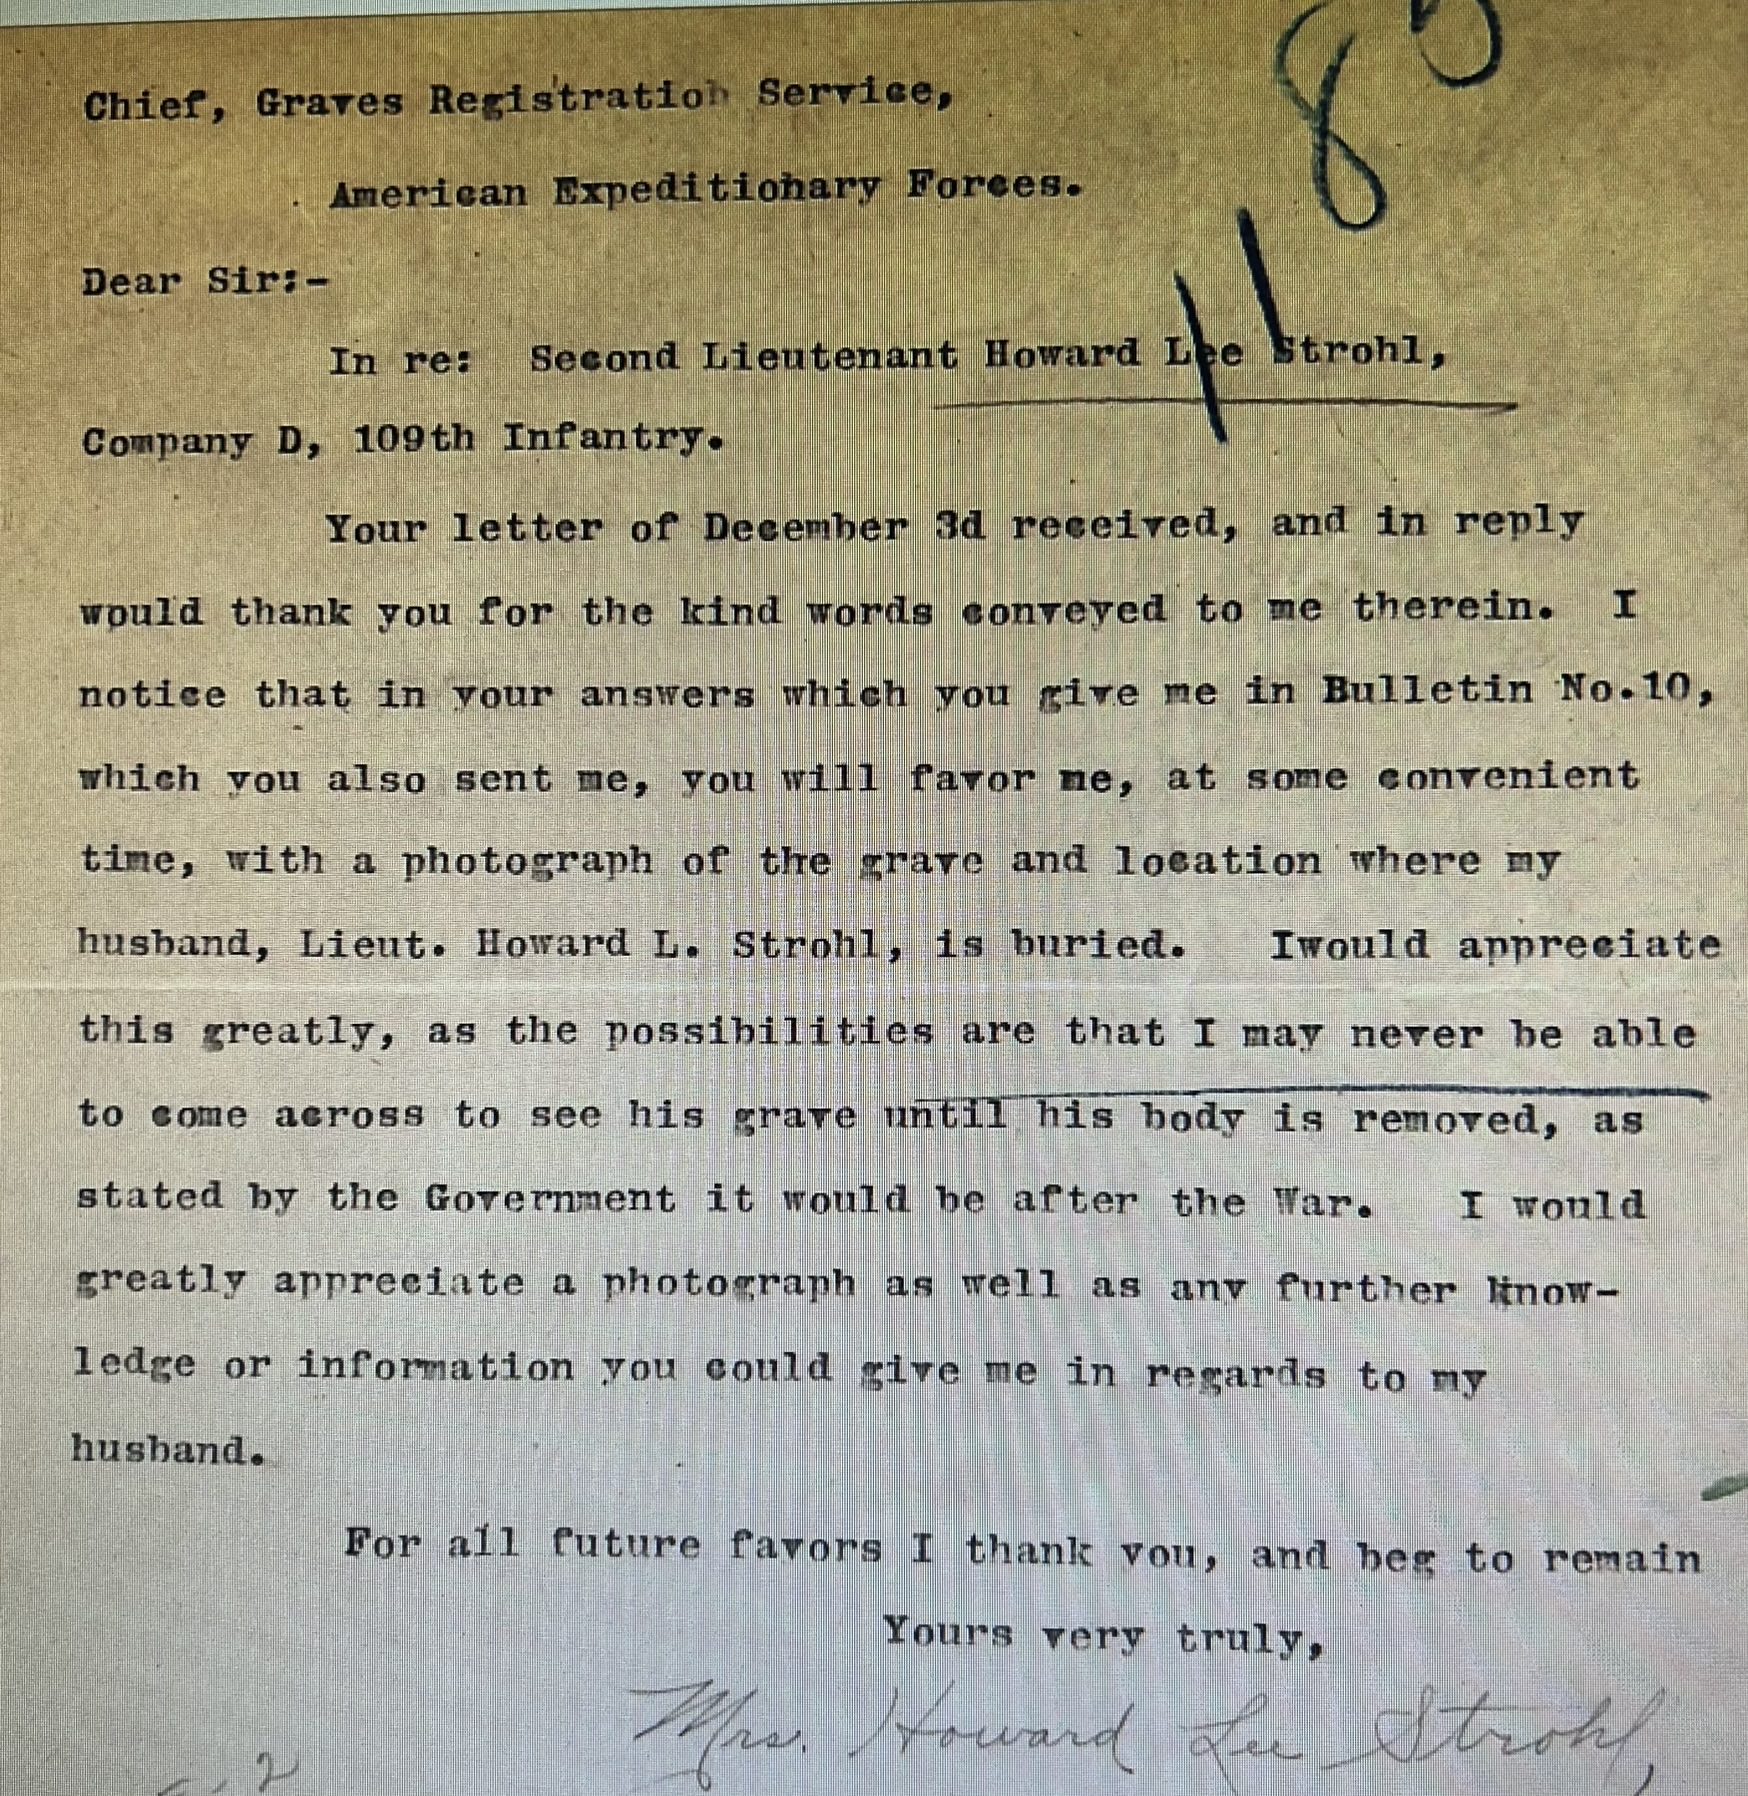 Chief, Graves Registration Service,
American Expeditionary Forces.
Dear Sir:-
In re: Second Lieutenant Howard Lee Strohl,
Company D, 109th Infantry.
Your letter of December 3d received, and in reply
would thank you for the kind words conveyed to me therein. I
notice that in your answers which you give me in Bulletin No.10,
which you also sent me, you will favor me, at some convenient
time, with a photograph of the grave and location where my
husband, Lieut. Howard L. Strohl, is buried. Iwould appreciate
this greatly, as the possibilities are that I may never be able
to come across to see his grave until his body is removed, as
stated by the Government it would be after the War. I would
greatly appreciate a photograph as well as any further know-
ledge or information you could give me in regards to my
husband.
For all future favors I thank you, and beg to remain
Yours very truly,
Mrs. Howard Lee Strohl,